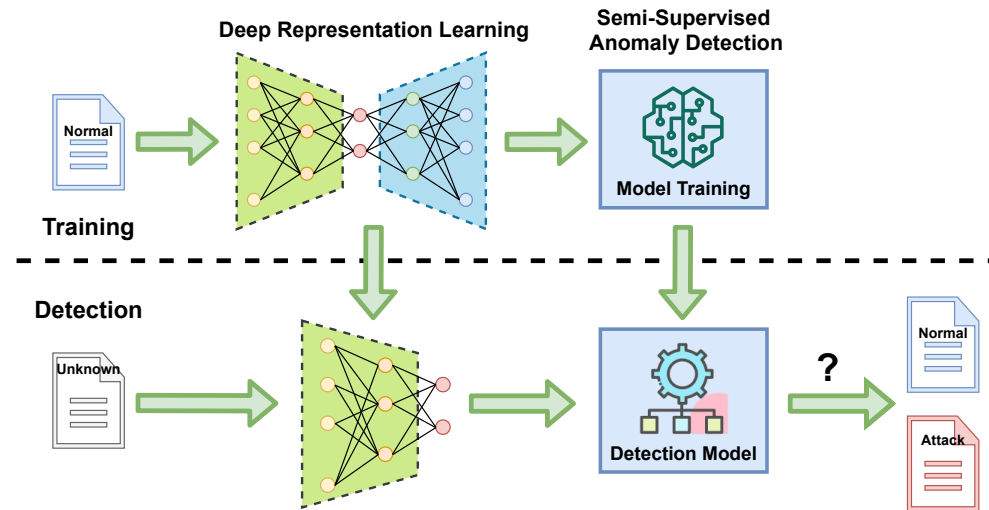 Deep Representation Learning
Semi-Supervised
Anomaly Detection
Normal
Model Training
Training
Detection
Unknown
Detection Model
?
Normal
Attack